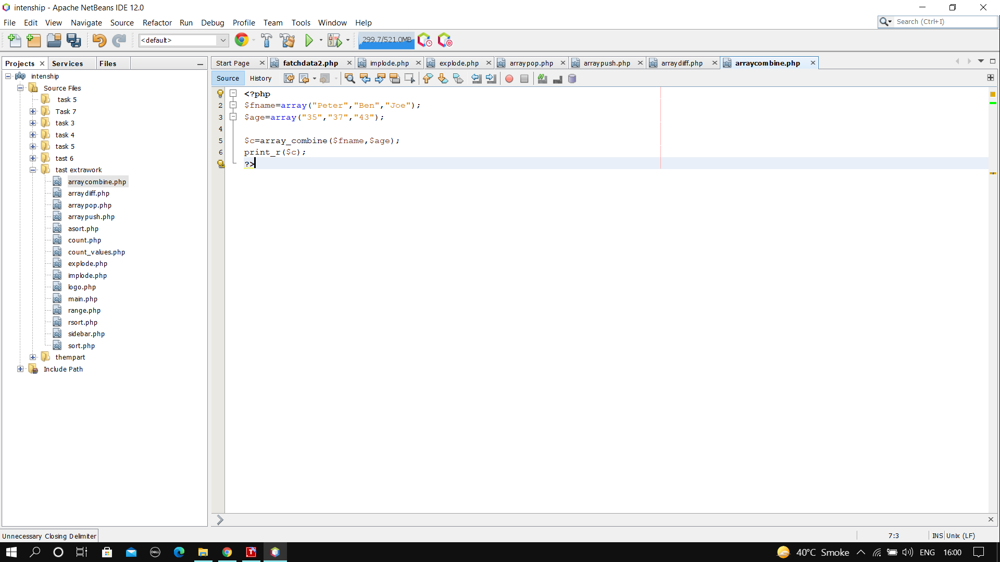 intenship - Apache NetBeans IDE 12.0
File Edit View Navigate Source Refactor Run Debug Profile Team Tools Window Help
Search (Ctrl+I)
<default>
299.7/521.0MB
Projects Services Files
Start Page fatchdata2.php implode.php explode.php arraypop.php arraypush.php arraydiff.php arraycombine.php
Source History
php intenship
Source Files
task 5
Task 7
task 3
task 4
task 5
tast 6
tast extrawork
arraycombine.php
arraydiff.php
arraypop.php
arraypush.php
asort.php
count.php
count_values.php
explode.php
implode.php
logo.php
main.php
range.php
rsort.php
sidebar.php
sort.php
thempart
Include Path
<?php
2 $fname=array("Peter","Ben","Joe");
3 $age=array("35","37","43");
4
5 $c=array_combine($fname,$age);
6 print_r($c);
?>
Unnecessary Closing Delimiter
7:3 INS Unix (LF)
DELL
40°C Smoke ENG 16:00